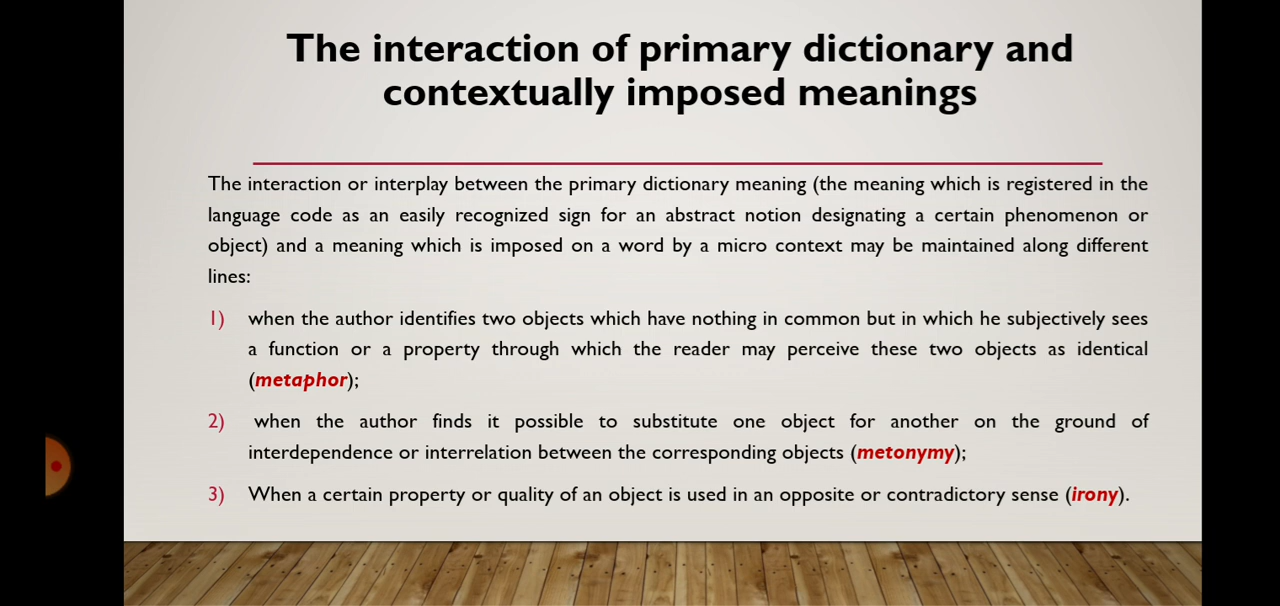 The interaction of primary dictionary and
contextually imposed meanings
The interaction or interplay between the primary dictionary meaning (the meaning which is registered in the
language code as an easily recognized sign for an abstract notion designating a certain phenomenon or
object) and a meaning which is imposed on a word by a micro context may be maintained along different
lines:
1) when the author identifies two objects which have nothing in common but in which he subjectively sees
a function or a property through which the reader may perceive these two objects as identical
(metaphor);
2) when the author finds it possible to substitute one object for another on the ground of
interdependence or interrelation between the corresponding objects (metonymy);
3) When a certain property or quality of an object is used in an opposite or contradictory sense (irony).